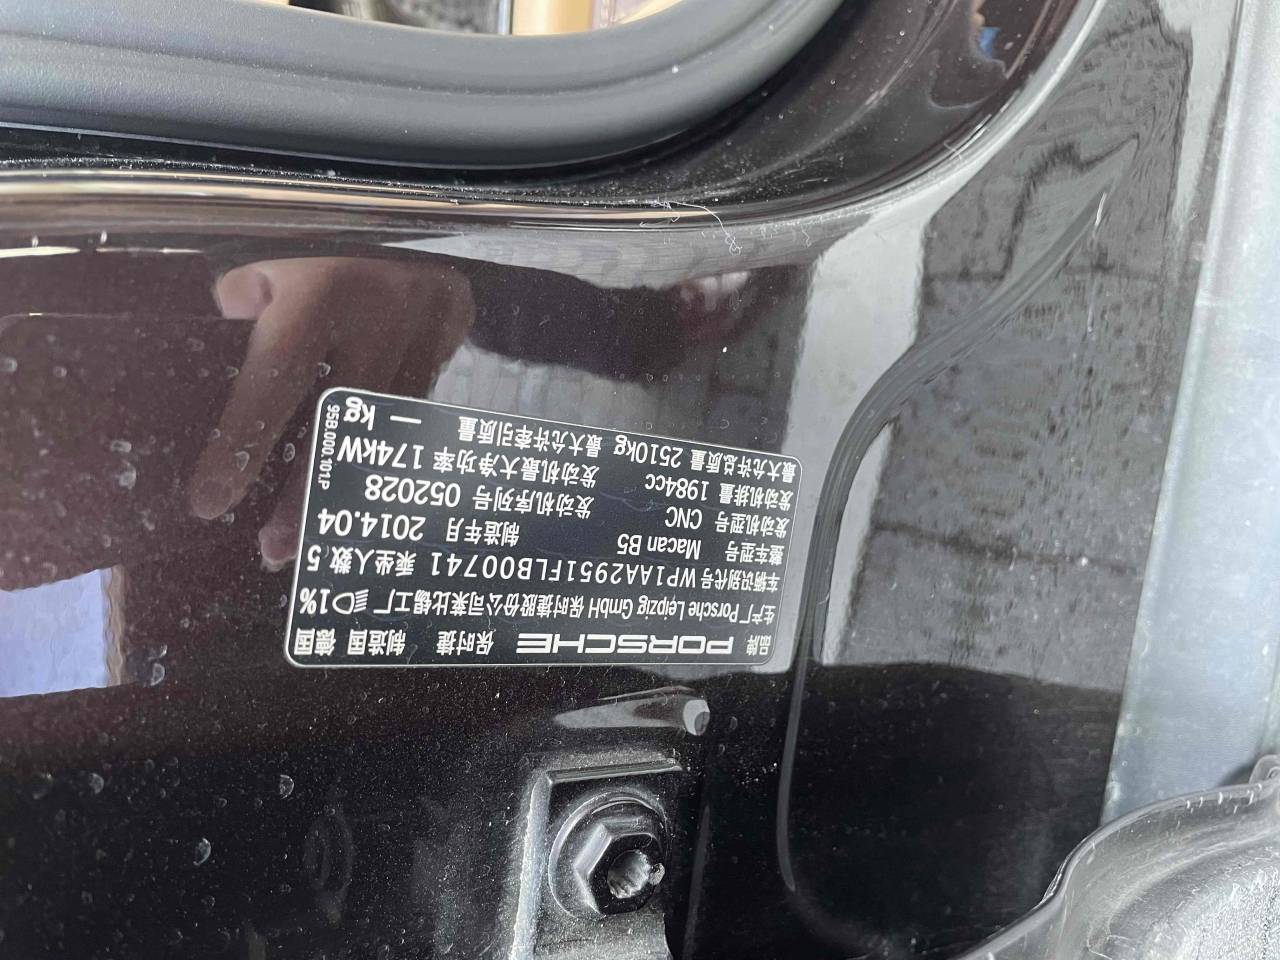 品牌 PORSCHE 保时捷 制造国 德国
生产厂 Porsche Leipzig GmbH 保时捷股份公司莱比锡工厂 1%
车辆识别代号 WP1AA2951FLB00741 乘坐人数 5
整车型号 Macan B5 制造年月 2014.04
发动机型号 CNC 发动机序列号 052028
发动机排量 1984cc 发动机最大净功率 174kW
最大允许总质量 2510kg 最大允许牵引质量 — kg
95B.000.101P